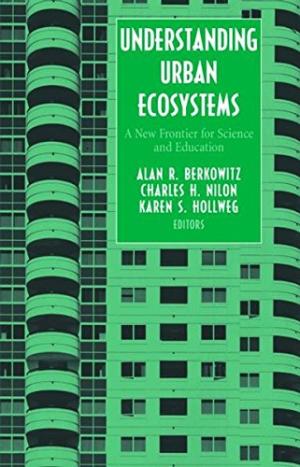 UNDERSTANDING
URBAN
ECOSYSTEMS
A New Frontier for Science
and Education
ALAN R. BERKOWITZ
CHARLES H. NILON
KAREN S. HOLLWEG
EDITORS